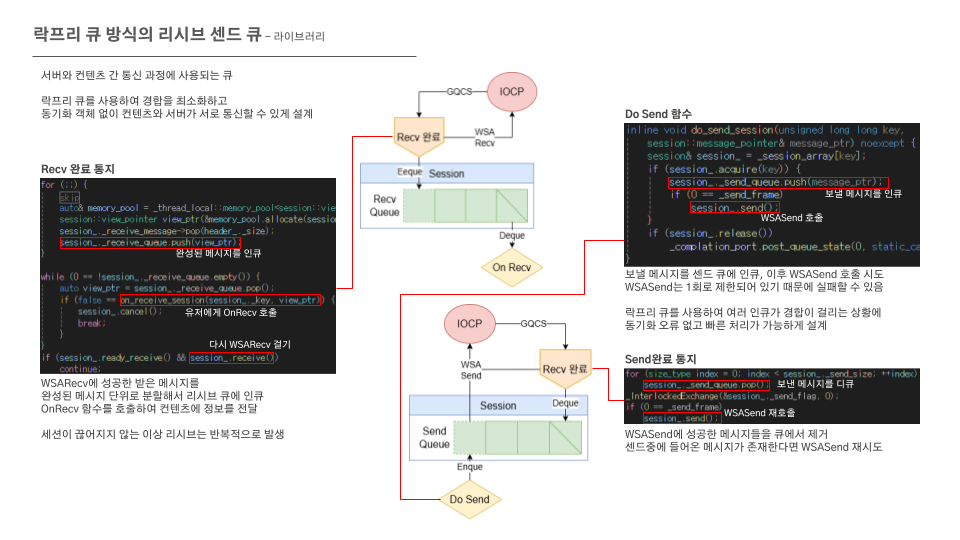 락프리 큐 방식의 리시브 센드 큐 – 라이브러리
서버와 컨텐츠 간 통신 과정에 사용되는 큐
락프리 큐를 사용하여 경합을 최소화하고
동기화 객체 없이 컨텐츠와 서버가 서로 통신할 수 있게 설계
Recv 완료 통지
for (;;) {
skip
auto& memory_pool = _thread_local::memory_pool<session::vie
session::view_pointer view_ptr(&memory_pool.allocate(session
session_._receive_message->pop(header_._size);
session_._receive_queue.push(view_ptr);
}
완성된 메시지를 인큐
while (0 == !session_._receive_queue.empty()) {
auto view_ptr = session_._receive_queue.pop();
if (false == on_receive_session(session_._key, view_ptr)) {
session_.cancel();
유저에게 OnRecv 호출
break;
}
}
다시 WSARecv 걸기
if (session_.ready_receive() && session_.receive())
continue;
WSARecv에 성공한 받은 메시지를
완성된 메시지 단위로 분할해서 리시브 큐에 인큐
OnRecv 함수를 호출하여 컨텐츠에 정보를 전달
세션이 끊어지지 않는 이상 리시브는 반복적으로 발생
GQCS
IOCP
Recv 완료
WSA
Recv
Eeque
Session
Recv
Queue
Deque
On Recv
IOCP
GQCS
WSA
Send
Recv 완료
Deque
Session
Send
Queue
Enque
Do Send
Do Send 함수
inline void do_send_session(unsigned long long key,
session::message_pointer& message_ptr) noexcept {
session& session_ = _session_array[key];
if (session_.acquire(key)) {
session_._send_queue.push(message_ptr);
if (0 == _send_frame)
보낼 메시지를 인큐
session_.send();
WSASend 호출
}
if (session_.release())
_complation_port.post_queue_state(0, static_ca
}
보낼 메시지를 센드 큐에 인큐, 이후 WSASend 호출 시도
WSASend는 1회로 제한되어 있기 때문에 실패할 수 있음
락프리 큐를 사용하여 여러 인큐가 경합이 걸리는 상황에
동기화 오류 없고 빠른 처리가 가능하게 설계
Send완료 통지
for (size_type index = 0; index < session_._send_size; ++index)
session_._send_queue.pop();
보낸 메시지를 디큐
_InterlockedExchange(&session_._send_flag, 0);
if (0 == _send_frame)
WSASend 재호출
session_.send();
WSASend에 성공한 메시지들을 큐에서 제거
센드중에 들어온 메시지가 존재한다면 WSASend 재시도